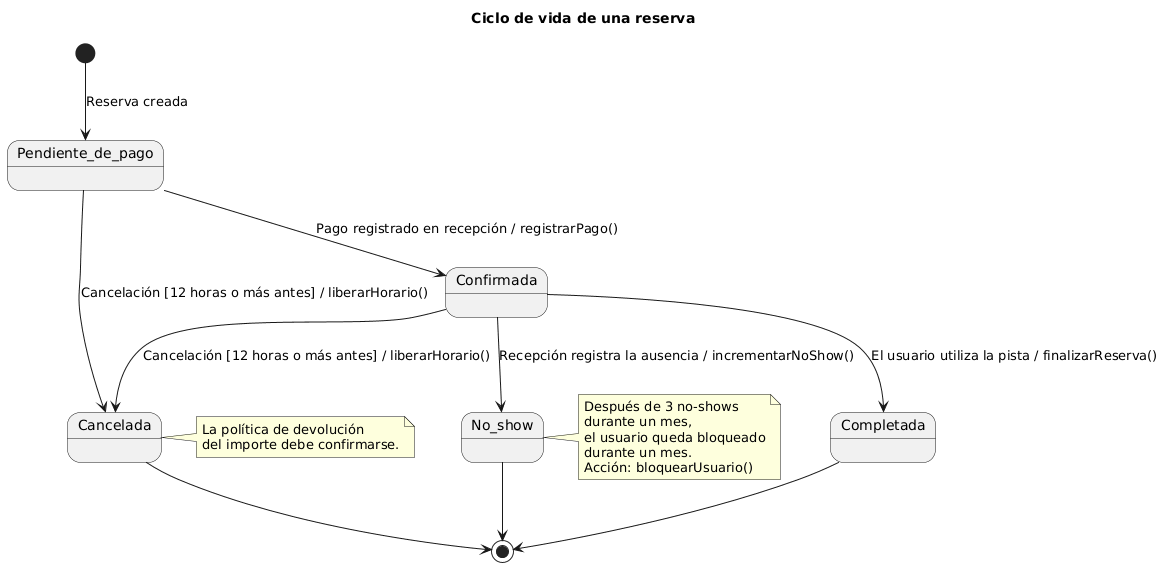 Ciclo de vida de una reserva
Reserva creada
Pendiente_de_pago
Pago registrado en recepción / registrarPago()
Confirmada
Cancelación [12 horas o más antes] / liberarHorario()
Cancelación [12 horas o más antes] / liberarHorario()
Recepción registra la ausencia / incrementarNoShow()
El usuario utiliza la pista / finalizarReserva()
Cancelada
La política de devolución
del importe debe confirmarse.
No_show
Después de 3 no-shows
durante un mes,
el usuario queda bloqueado
durante un mes.
Acción: bloquearUsuario()
Completada